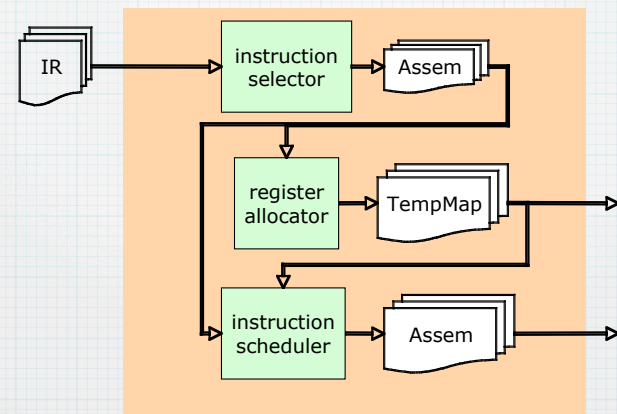 IR
instruction
selector
Assem
register
allocator
TempMap
instruction
scheduler
Assem